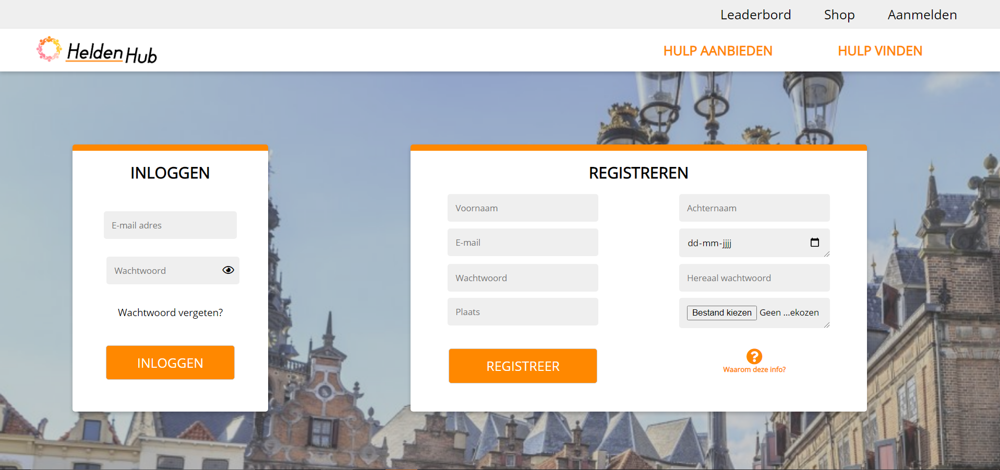 Leaderbord Shop Aanmelden
Helden Hub
HULP AANBIEDEN HULP VINDEN
INLOGGEN
E-mail adres
Wachtwoord
Wachtwoord vergeten?
INLOGGEN
REGISTREREN
Voornaam Achternaam
E-mail dd-mm-jjjj
Wachtwoord Hereaal wachtwoord
Plaats Bestand kiezen Geen ...ekozen
REGISTREER
?
Waarom deze info?